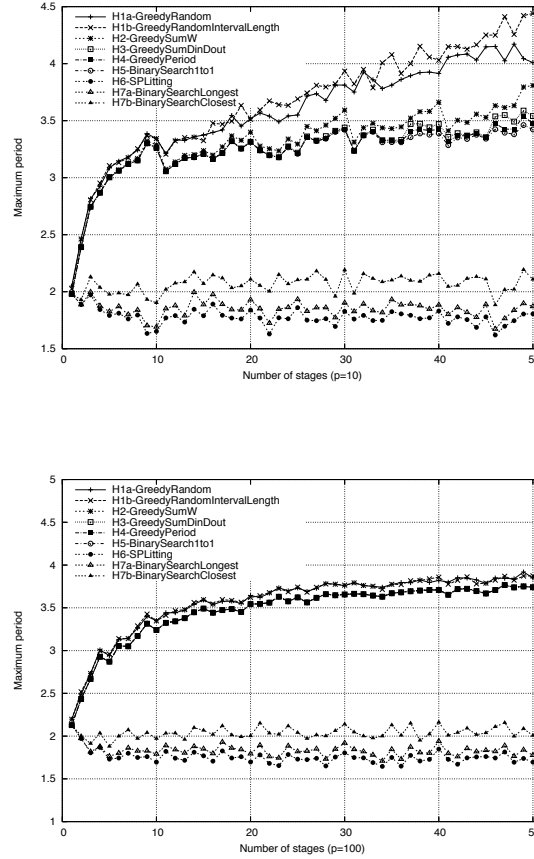 4.5
4
3.5
3
2.5
2
1.5
Maximum period
H1a-GreedyRandom
H1b-GreedyRandomIntervalLength
H2-GreedySumW
H3-GreedySumDinDout
H4-GreedyPeriod
H5-BinarySearch1to1
H6-SPLitting
H7a-BinarySearchLongest
H7b-BinarySearchClosest
0 10 20 30 40 50
Number of stages (p=10)
5
4.5
4
3.5
3
2.5
2
1.5
1
Maximum period
H1a-GreedyRandom
H1b-GreedyRandomIntervalLength
H2-GreedySumW
H3-GreedySumDinDout
H4-GreedyPeriod
H5-BinarySearch1to1
H6-SPLitting
H7a-BinarySearchLongest
H7b-BinarySearchClosest
0 10 20 30 40 50
Number of stages (p=100)